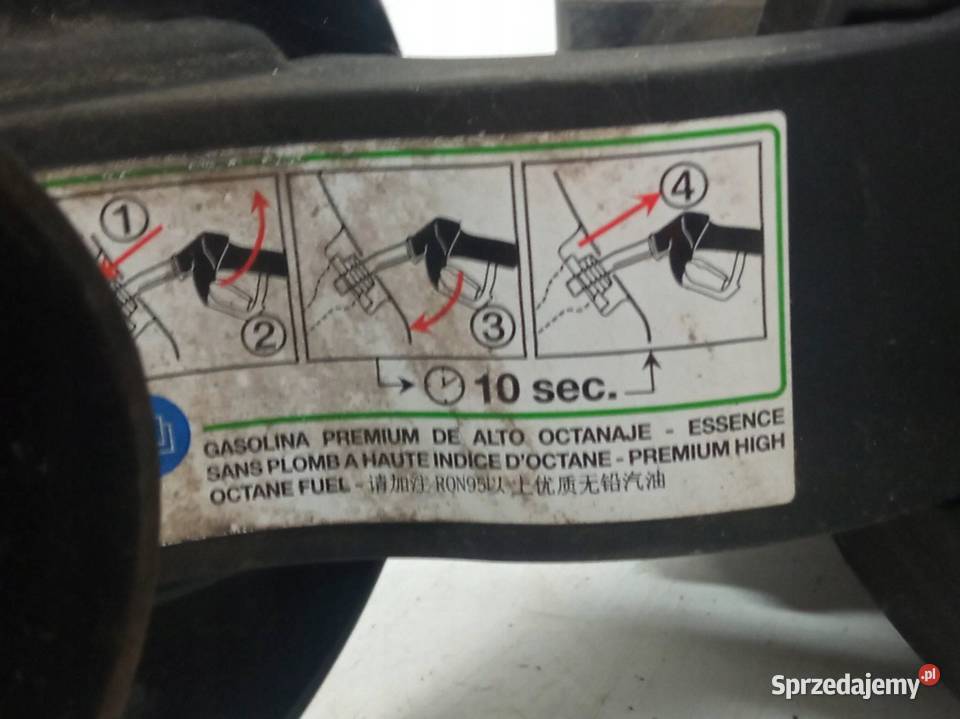 1
2
3
4
10 sec.
GASOLINA PREMIUM DE ALTO OCTANAJE - ESSENCE
SANS PLOMB A HAUTE INDICE D'OCTANE - PREMIUM HIGH
OCTANE FUEL - 请加注 RON95以上优质无铅汽油
Sprzedajemy.pl